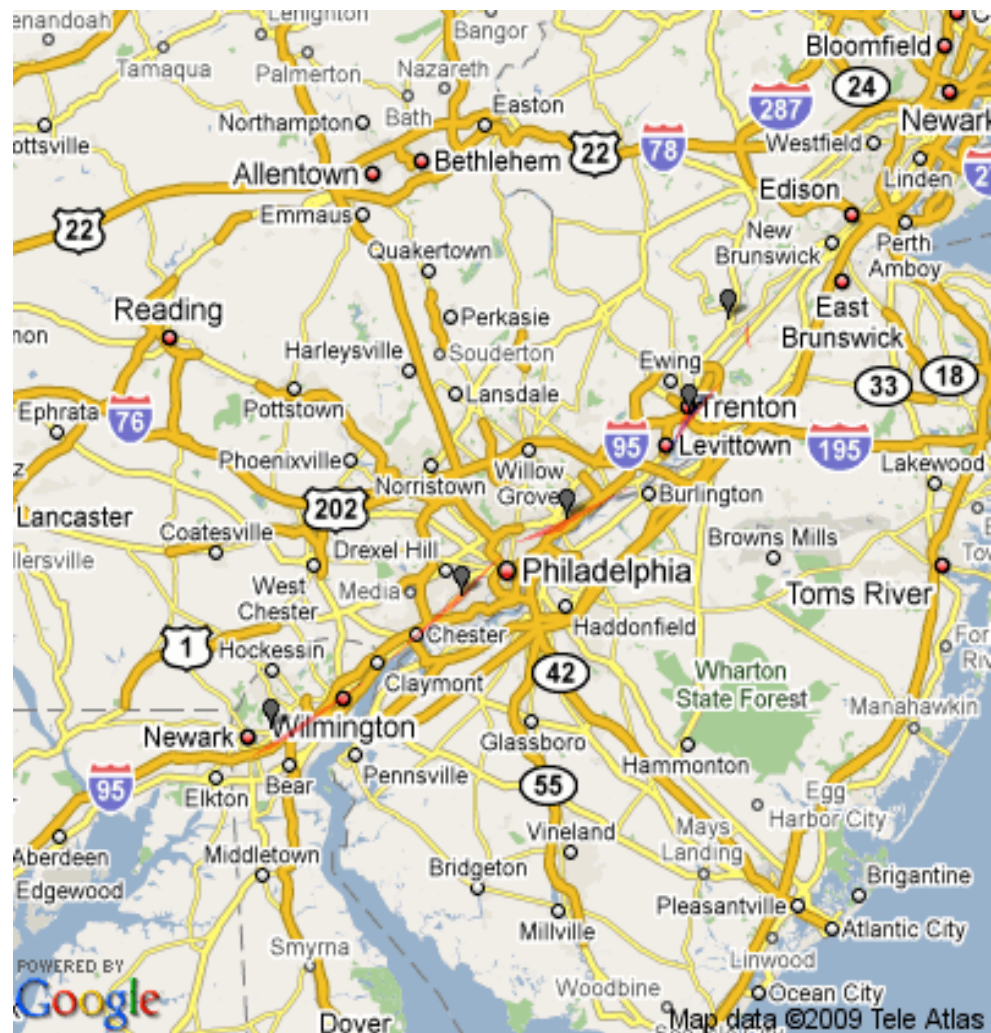 enandoah
Lehighton
Bangor
Bloomfield
Tamaqua
Palmerton
Nazareth
24
287
Bath
Easton
Newark
ottsville
Northampton
22
78
Westfield
Allentown
Bethlehem
Linden
27
Edison
22
Emmaus
New
Brunswick
Quakertown
Perth
Amboy
Reading
Perkasie
East
Brunswick
non
Harleysville
Souderton
Ewing
33
18
Ephrata
76
Pottstown
Lansdale
Trenton
95
Levittown
195
z
Phoenixville
Willow
Grove
Lakewood
Norristown
Burlington
Lancaster
202
Coatesville
Drexel Hill
Browns Mills
llersville
West
Chester
Media
Philadelphia
Toms River
1
Chester
Haddonfield
Hockessin
Claymont
42
Wharton
State Forest
Manahawkin
Newark
Wilmington
Glassboro
95
Elkton
Bear
Pennsville
55
Hammonton
Egg
Harbor City
Aberdeen
Edgewood
Middletown
Vineland
Mays
Landing
Bridgeton
Brigantine
Millville
Pleasantville
Atlantic City
Smyrna
Linwood
POWERED BY
Google
Woodbine
Ocean City
Dover
Map data ©2009 Tele Atlas